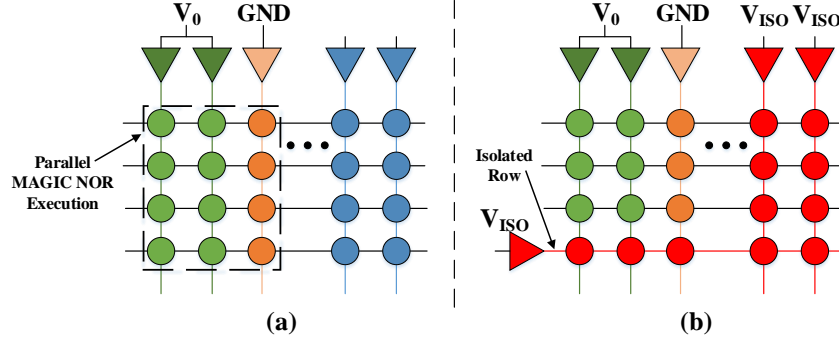 V0
GND
Parallel
MAGIC NOR
Execution
(a)
V0
GND
VISO
VISO
Isolated
Row
VISO
(b)